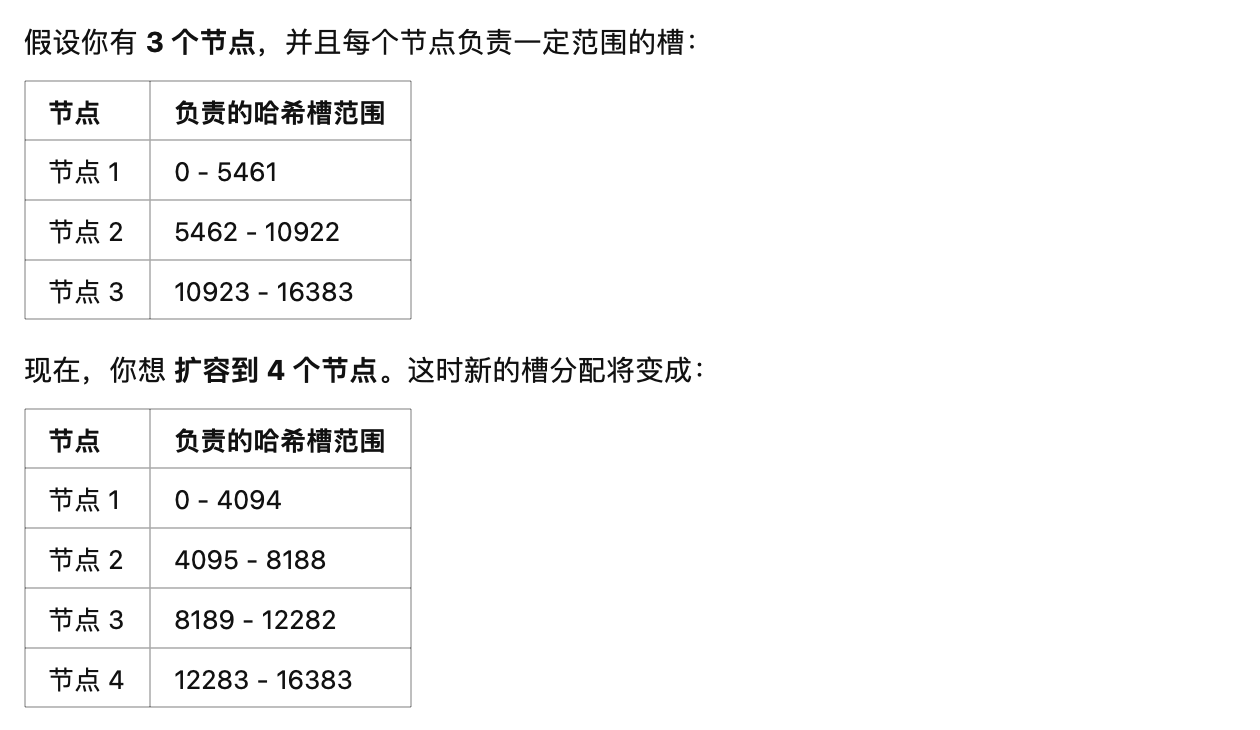 假设你有 3 个节点，并且每个节点负责一定范围的槽：
节点 负责的哈希槽范围
节点 1 0 - 5461
节点 2 5462 - 10922
节点 3 10923 - 16383
现在，你想 扩容到 4 个节点。这时新的槽分配将变成：
节点 负责的哈希槽范围
节点 1 0 - 4094
节点 2 4095 - 8188
节点 3 8189 - 12282
节点 4 12283 - 16383